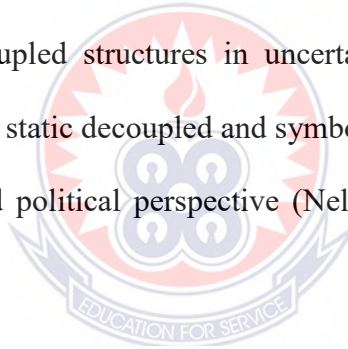 upled structures in uncerta
static decoupled and symbo
d political perspective (Nel
EDUCATION FOR SERVICE